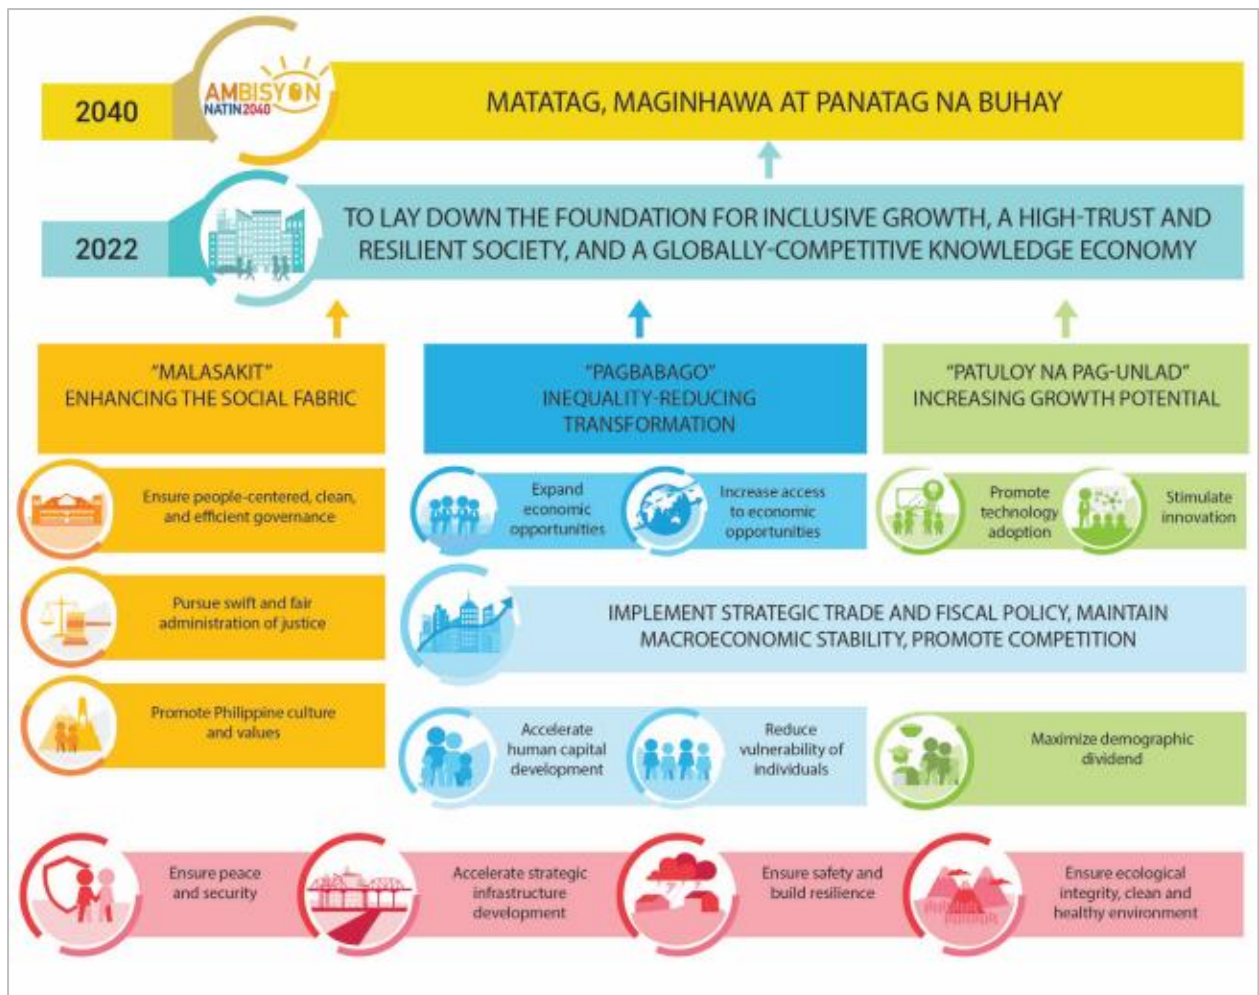 2040
AMBISYON
NATIN2040
MATATAG, MAGINHAWA AT PANATAG NA BUHAY
2022
TO LAY DOWN THE FOUNDATION FOR INCLUSIVE GROWTH, A HIGH-TRUST AND
RESILIENT SOCIETY, AND A GLOBALLY-COMPETITIVE KNOWLEDGE ECONOMY
"MALASAKIT"
ENHANCING THE SOCIAL FABRIC
"PAGBABAGO"
INEQUALITY-REDUCING
TRANSFORMATION
"PATULOY NA PAG-UNLAD"
INCREASING GROWTH POTENTIAL
Ensure people-centered, clean,
and efficient governance
Pursue swift and fair
administration of justice
Promote Philippine culture
and values
Expand
economic
opportunities
Increase access
to economic
opportunities
Promote
technology
adoption
Stimulate
innovation
IMPLEMENT STRATEGIC TRADE AND FISCAL POLICY, MAINTAIN
MACROECONOMIC STABILITY, PROMOTE COMPETITION
Accelerate
human capital
development
Reduce
vulnerability of
individuals
Maximize demographic
dividend
Ensure peace
and security
Accelerate strategic
infrastructure
development
Ensure safety and
build resilience
Ensure ecological
integrity, clean and
healthy environment